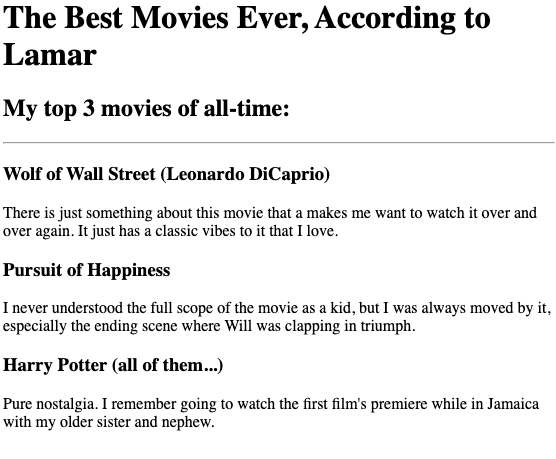 The Best Movies Ever, According to
Lamar
My top 3 movies of all-time:
Wolf of Wall Street (Leonardo DiCaprio)
There is just something about this movie that a makes me want to watch it over and
over again. It just has a classic vibes to it that I love.
Pursuit of Happiness
I never understood the full scope of the movie as a kid, but I was always moved by it,
especially the ending scene where Will was clapping in triumph.
Harry Potter (all of them...)
Pure nostalgia. I remember going to watch the first film's premiere while in Jamaica
with my older sister and nephew.